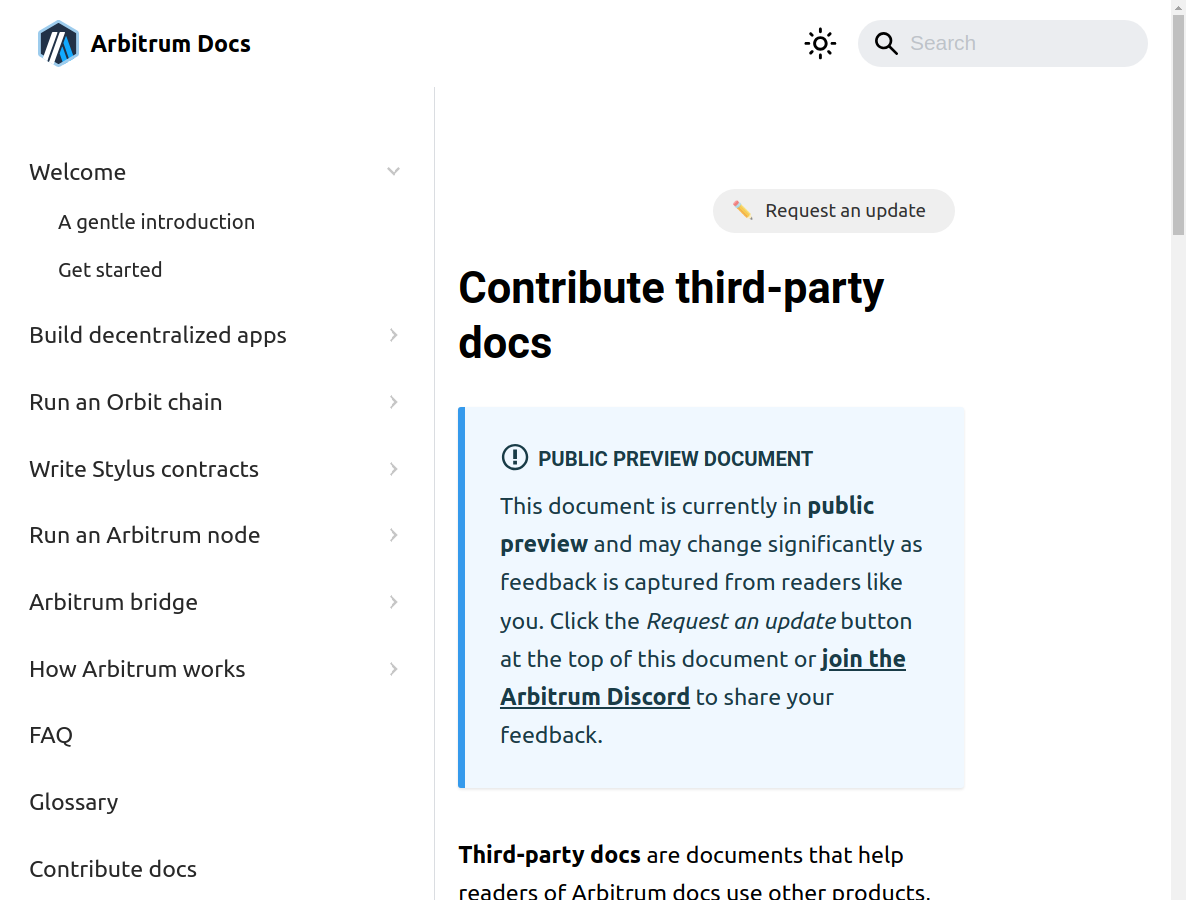 Arbitrum Docs
Search
Welcome
A gentle introduction
Get started
Build decentralized apps
Run an Orbit chain
Write Stylus contracts
Run an Arbitrum node
Arbitrum bridge
How Arbitrum works
FAQ
Glossary
Contribute docs
Request an update
Contribute third-party
docs
PUBLIC PREVIEW DOCUMENT
This document is currently in public
preview and may change significantly as
feedback is captured from readers like
you. Click the Request an update button
at the top of this document or join the
Arbitrum Discord to share your
feedback.
Third-party docs are documents that help
readers of Arbitrum docs use other products,